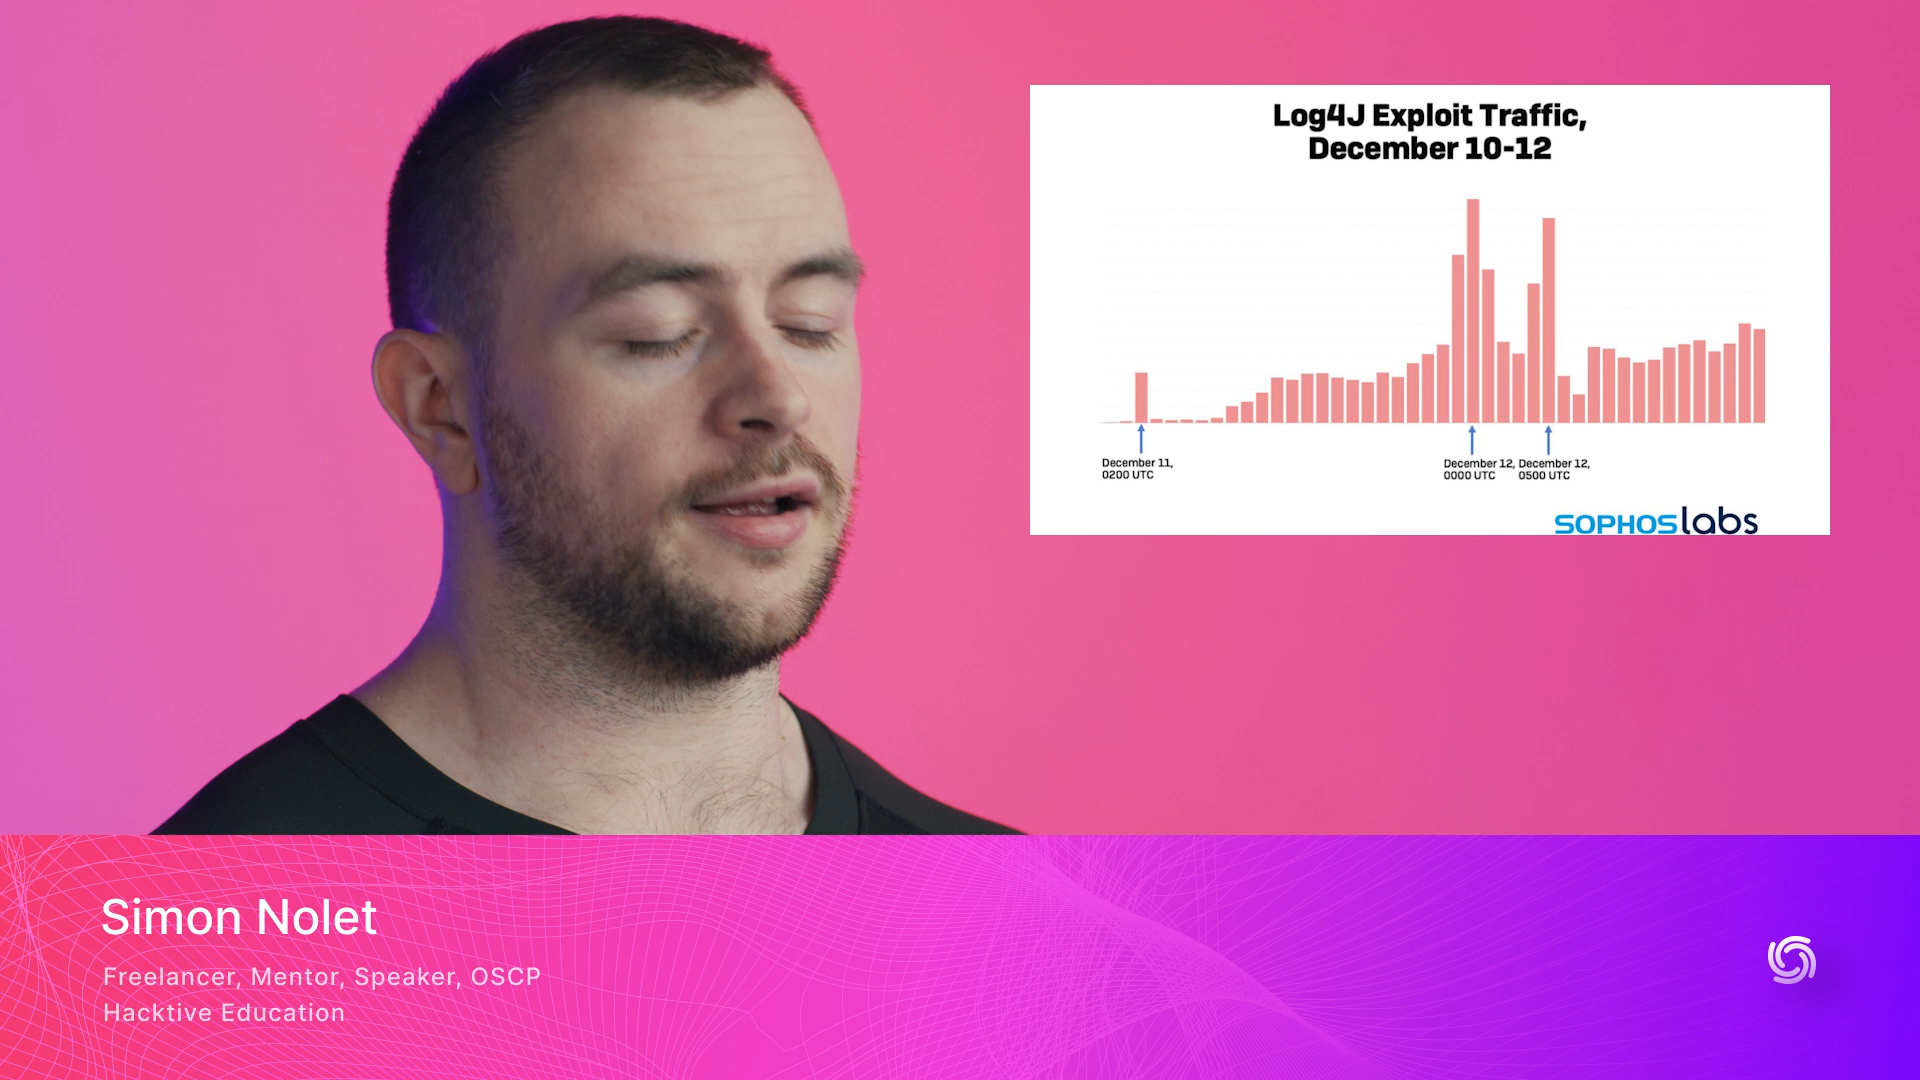 Log4J Exploit Traffic,
December 10-12
December 11,
0200 UTC
December 12,
0000 UTC
December 12,
0500 UTC
SOPHOSlabs
Simon Nolet
Freelancer, Mentor, Speaker, OSCP
Hacktive Education